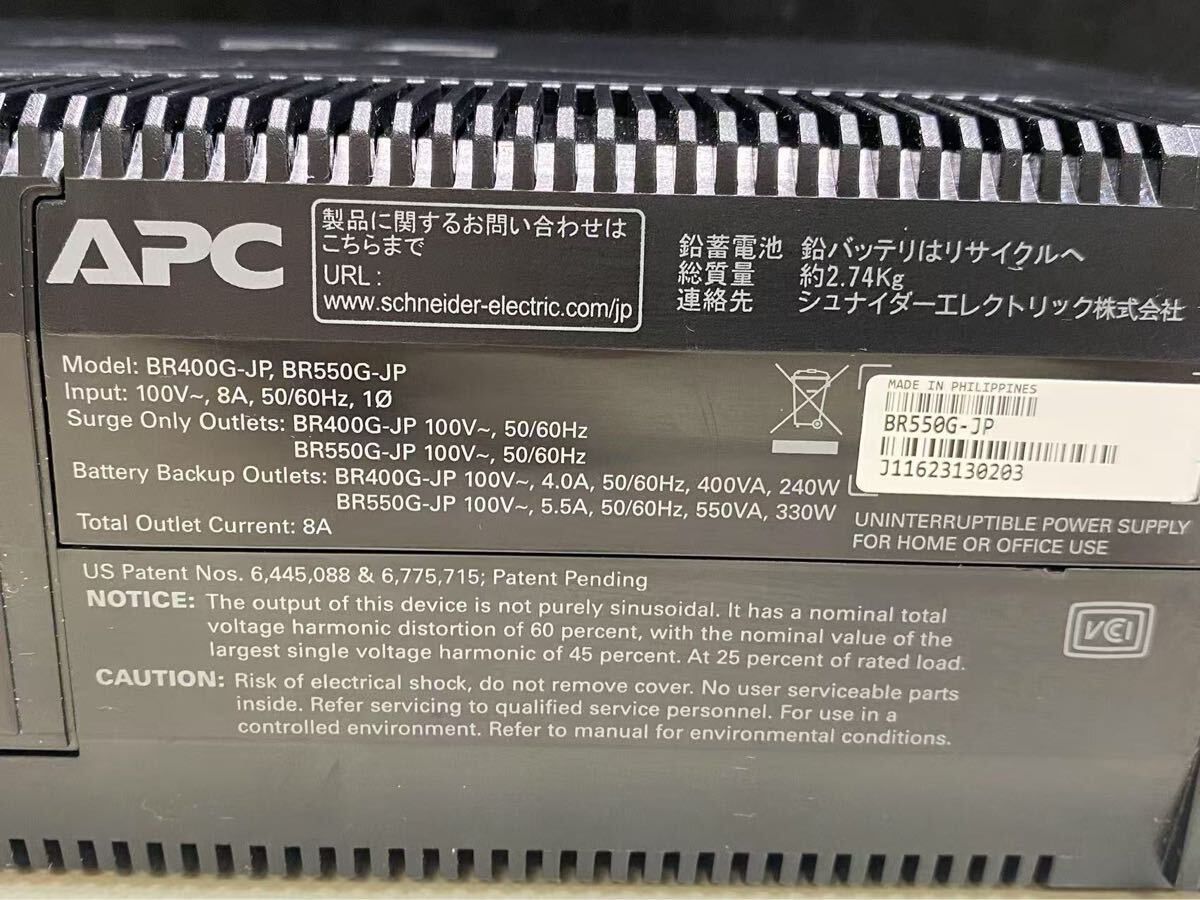 APC
製品に関するお問い合わせは
こちらまで
URL :
www.schneider-electric.com/jp
鉛蓄電池 鉛バッテリはリサイクルへ
総質量 約2.74Kg
連絡先 シュナイダーエレクトリック株式会社
Model: BR400G-JP, BR550G-JP
Input: 100V~, 8A, 50/60Hz, 1Ø
Surge Only Outlets: BR400G-JP 100V~, 50/60Hz
BR550G-JP 100V~, 50/60Hz
Battery Backup Outlets: BR400G-JP 100V~, 4.0A, 50/60Hz, 400VA, 240W
BR550G-JP 100V~, 5.5A, 50/60Hz, 550VA, 330W
Total Outlet Current: 8A
MADE IN PHILIPPINES
BR550G-JP
J11623130203
UNINTERRUPTIBLE POWER SUPPLY
FOR HOME OR OFFICE USE
US Patent Nos. 6,445,088 & 6,775,715; Patent Pending
NOTICE: The output of this device is not purely sinusoidal. It has a nominal total
voltage harmonic distortion of 60 percent, with the nominal value of the
largest single voltage harmonic of 45 percent. At 25 percent of rated load.
CAUTION: Risk of electrical shock, do not remove cover. No user serviceable parts
inside. Refer servicing to qualified service personnel. For use in a
controlled environment. Refer to manual for environmental conditions.
VCI